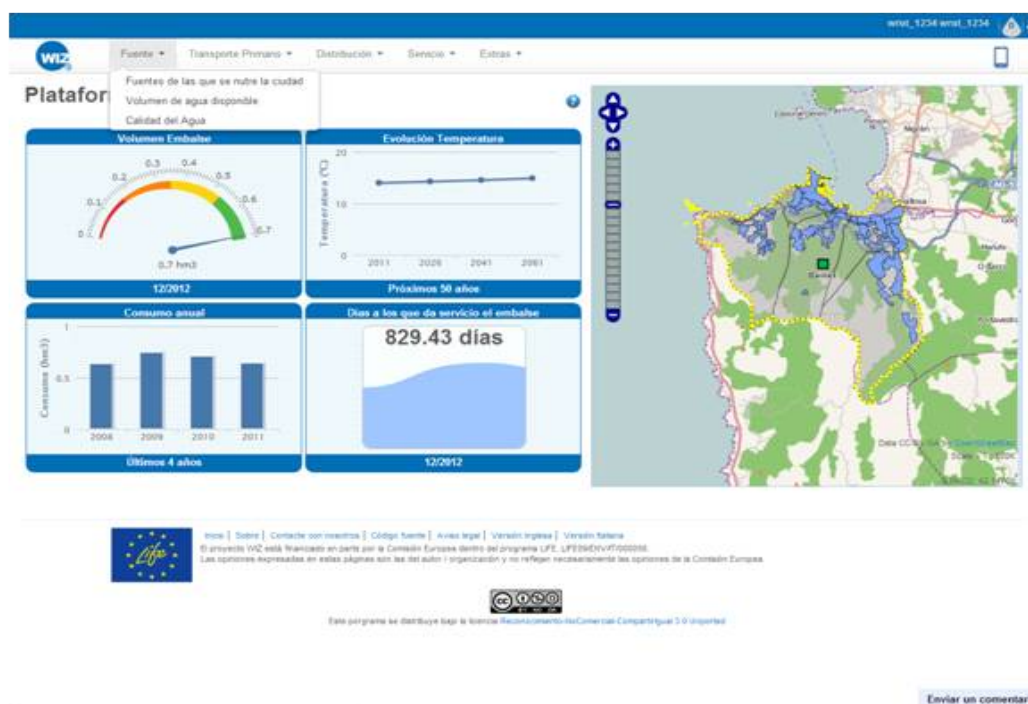 wrist_1234 wrist_1234
WIZ
Fuente Transporte Primario Distribución Servicio Extras
Fuentes de las que se nutre la ciudad
Volumen de agua disponible
Calidad del Agua
Platafor
Volumen Embalse
0 0.1 0.2 0.3 0.4 0.5 0.6 0.7
0.7 hm3
12/2012
Evolución Temperatura
Temperatura (ºC)
20
10
0
2011 2026 2041 2061
Próximos 50 años
Consumo anual
Consumo (hm3)
1
0.5
0
2008 2009 2010 2011
Últimos 4 años
Días a los que da servicio el embalse
829.43 días
12/2012
Nigrán
Baiona
Inicio | Sobre | Contacte con nosotros | Código fuente | Aviso legal | Versión Inglesa | Versión Italiana
El proyecto WIZ está financiado en parte por la Comisión Europea dentro del programa LIFE,
Las opiniones expresadas en estas páginas son las del autor / organización y no reflejan necesariamente las opiniones de la Comisión Europea.
Life
cc
BY NC SA
Este porgrama se distribuye bajo la licencia Reconocimiento-NoComercial-CompartirIgual 3.0 Unported
Enviar un comentar